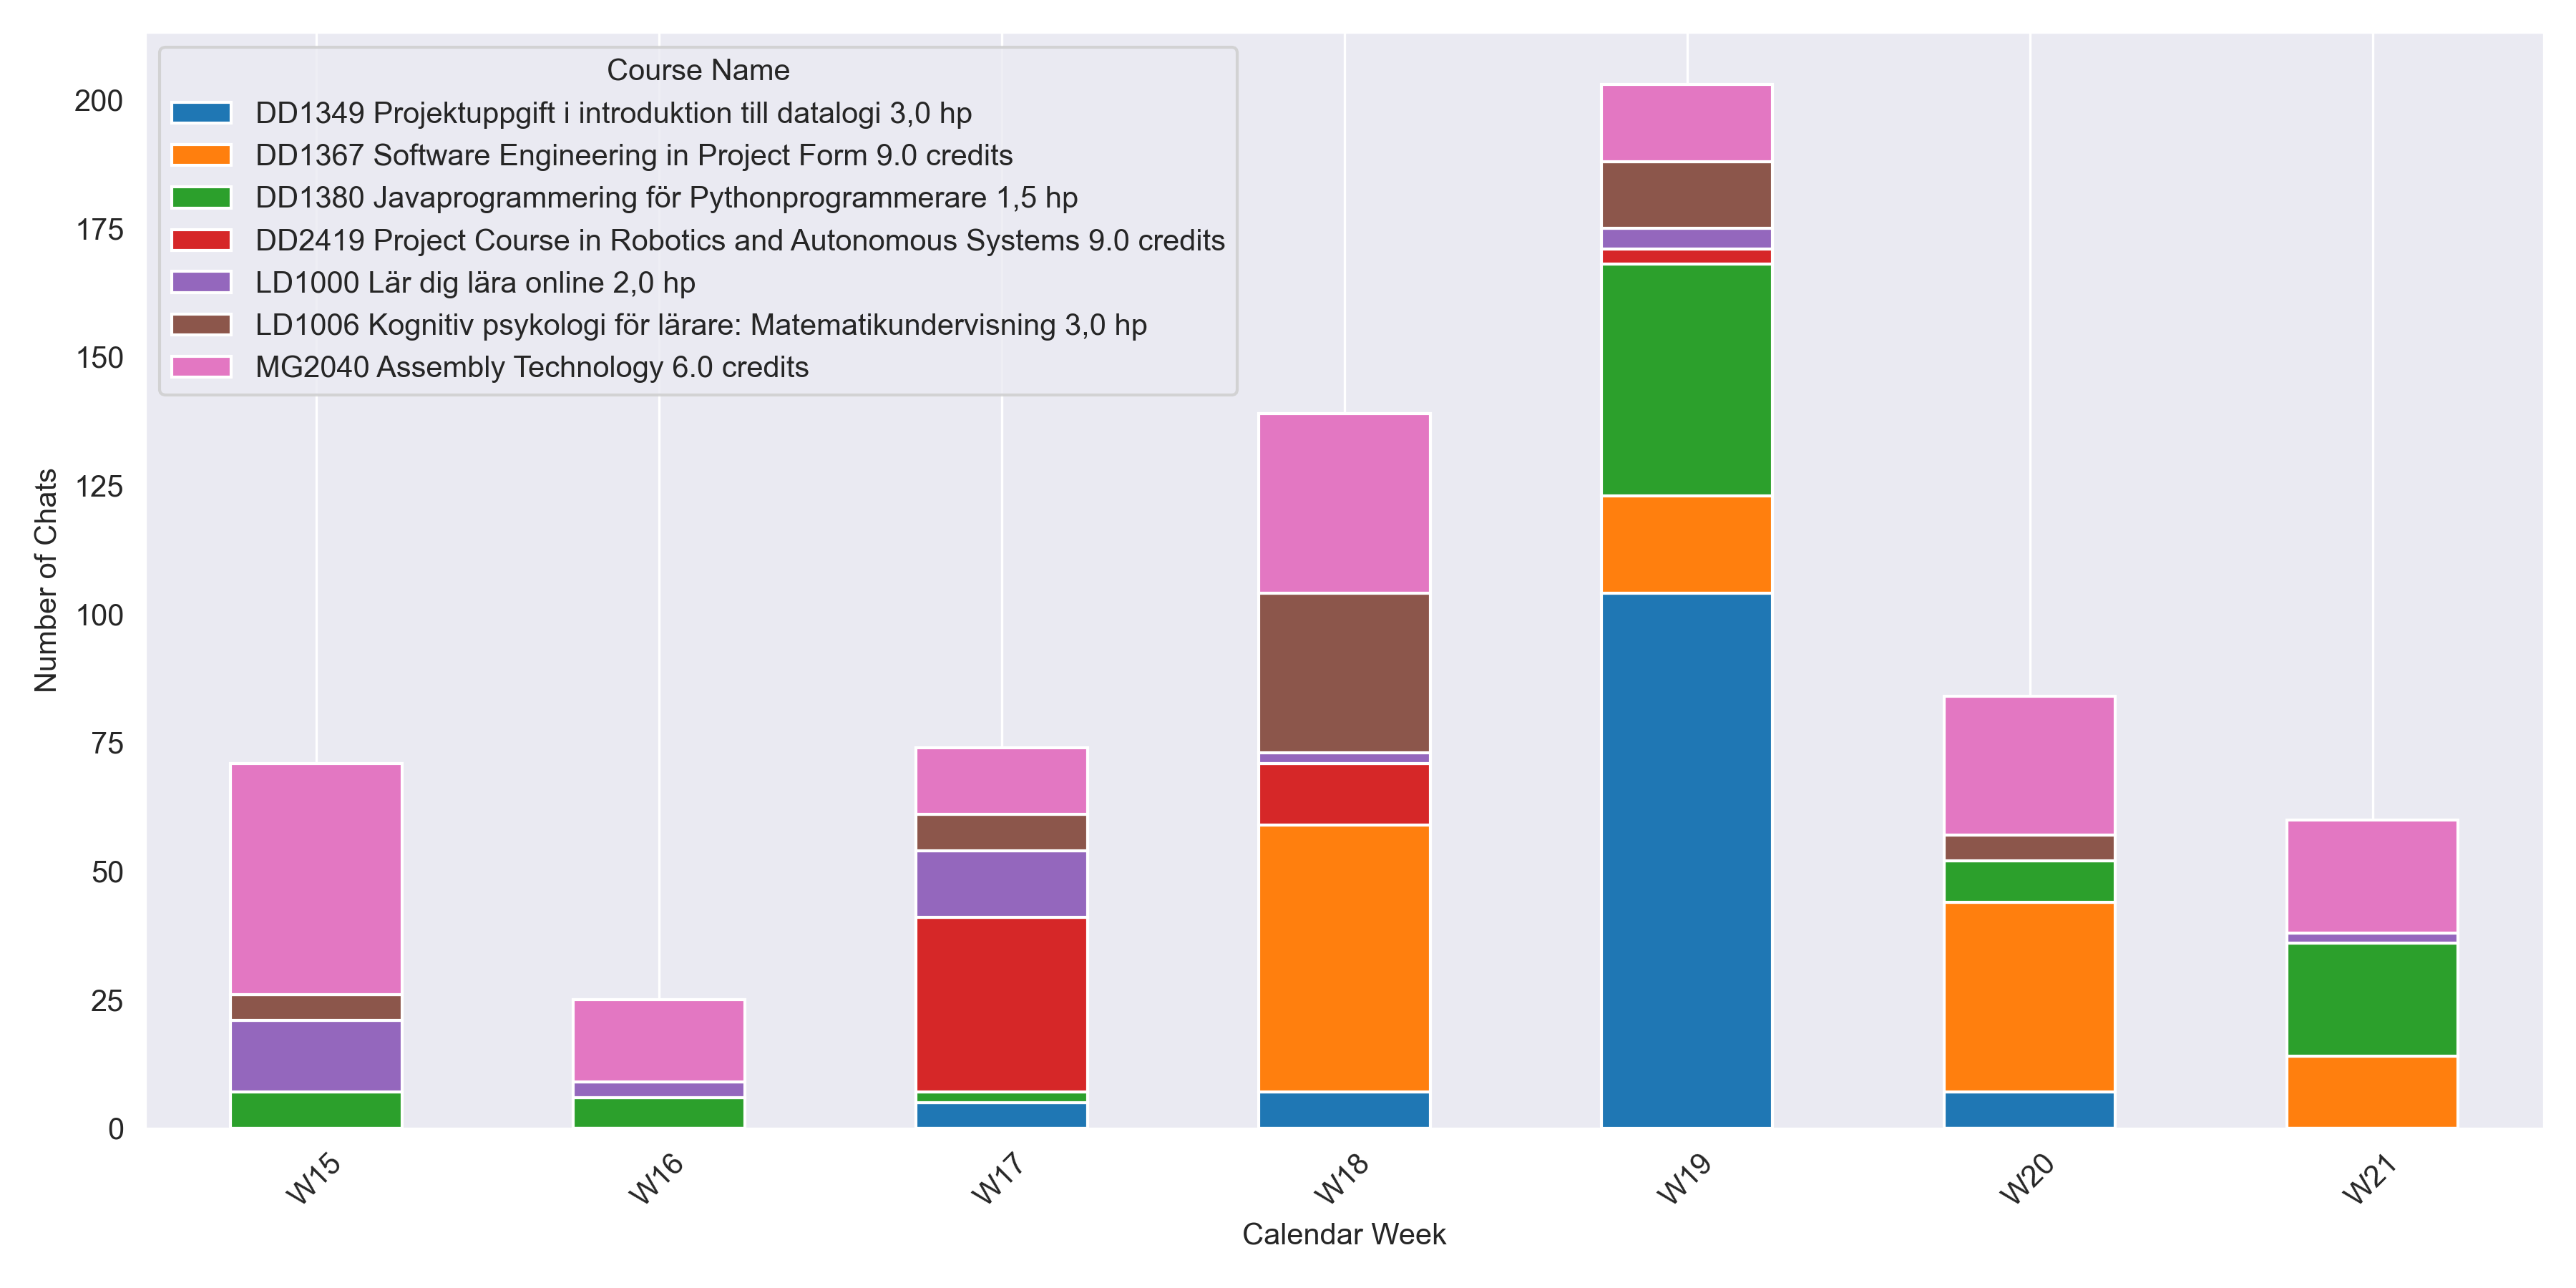 Course Name
DD1349 Projektuppgift i introduktion till datalogi 3,0 hp
DD1367 Software Engineering in Project Form 9.0 credits
DD1380 Javaprogrammering för Pythonprogrammerare 1,5 hp
DD2419 Project Course in Robotics and Autonomous Systems 9.0 credits
LD1000 Lär dig lära online 2,0 hp
LD1006 Kognitiv psykologi för lärare: Matematikundervisning 3,0 hp
MG2040 Assembly Technology 6.0 credits
Number of Chats
200
175
150
125
100
75
50
25
0
W15 W16 W17 W18 W19 W20 W21
Calendar Week